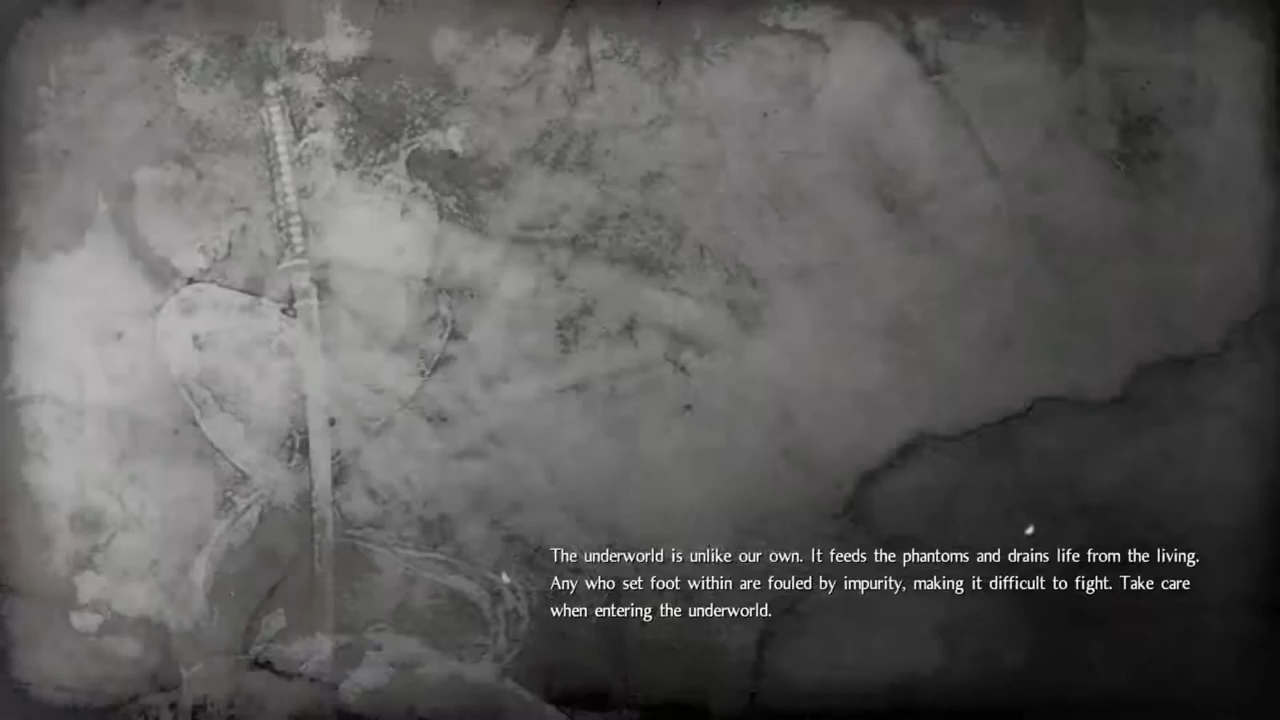 The underworld is unlike our own. It feeds the phantoms and drains life from the living.
Any who set foot within are fouled by impurity, making it difficult to fight. Take care
when entering the underworld.